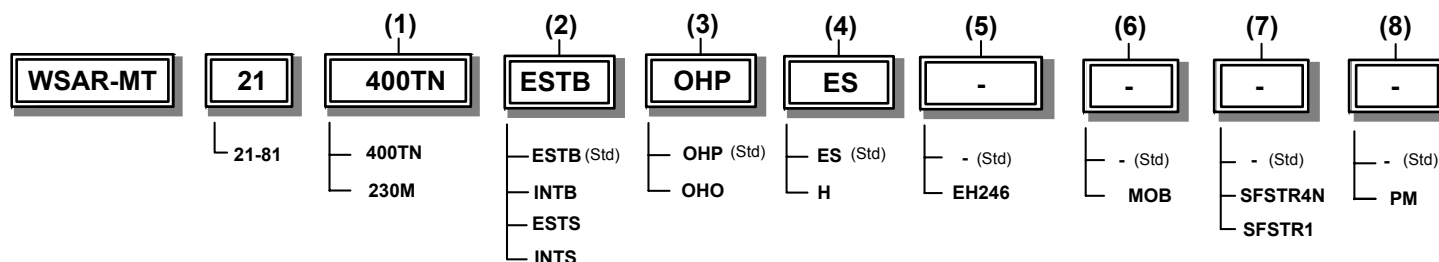 (1) (2) (3) (4) (5) (6) (7) (8)
WSAR-MT 21 400TN ESTB OHP ES - - - -
21-81 400TN ESTB (Std) OHP (Std) ES (Std) - (Std) - (Std) - (Std) - (Std)
230M INTB OHO H EH246 MOB SFSTR4N PM
ESTS SFSTR1
INTS